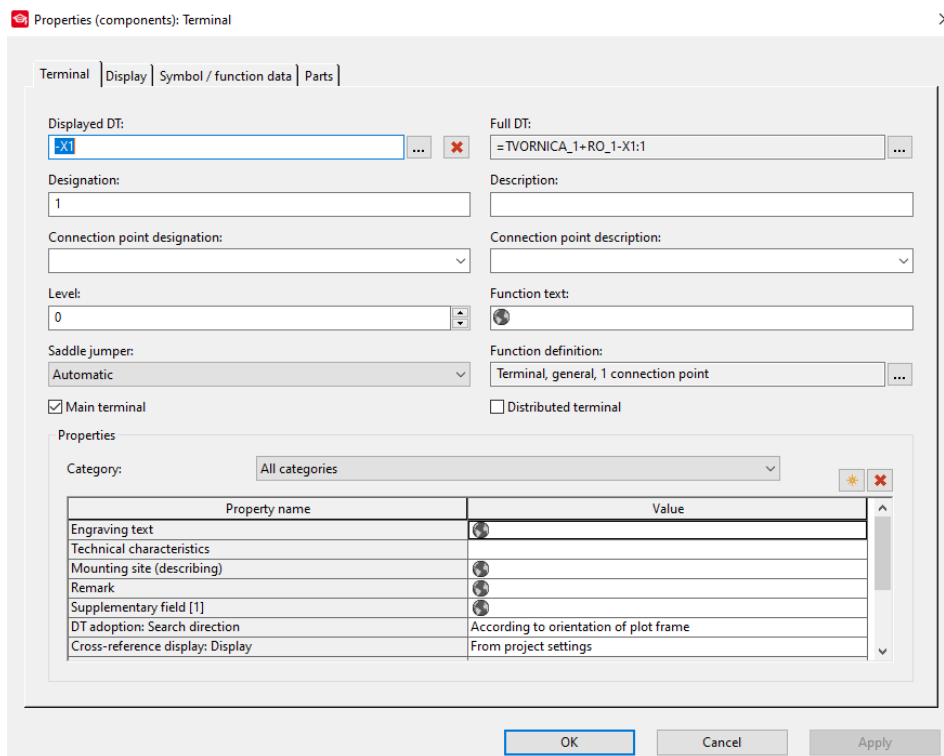 Properties (components): Terminal
Terminal Display Symbol / function data Parts
Displayed DT: Full DT:
-X1 ... =TVORNICA_1+RO_1-X1:1 ...
Designation: Description:
1
Connection point designation: Connection point description:
Level: Function text:
0
Saddle jumper: Function definition:
Automatic Terminal, general, 1 connection point ...
Main terminal Distributed terminal
Properties
Category: All categories
Property name Value
Engraving text
Technical characteristics
Mounting site (describing)
Remark
Supplementary field [1]
DT adoption: Search direction According to orientation of plot frame
Cross-reference display: Display From project settings
OK Cancel Apply